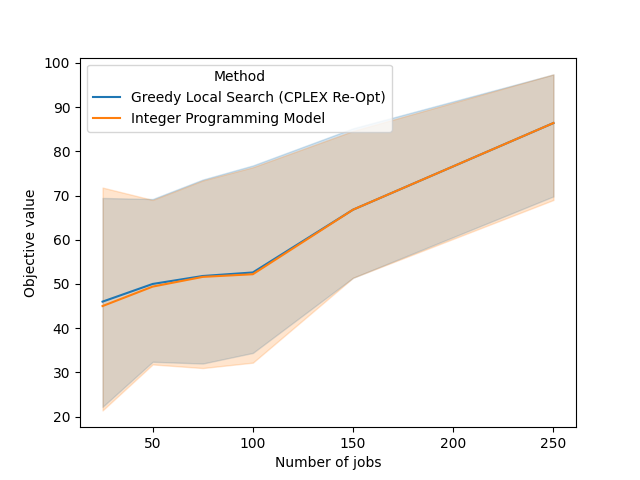 Method
Greedy Local Search (CPLEX Re-Opt)
Integer Programming Model
Objective value
100
90
80
70
60
50
40
30
20
50 100 150 200 250
Number of jobs